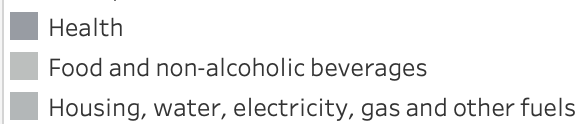 Health
Food and non-alcoholic beverages
Housing, water, electricity, gas and other fuels